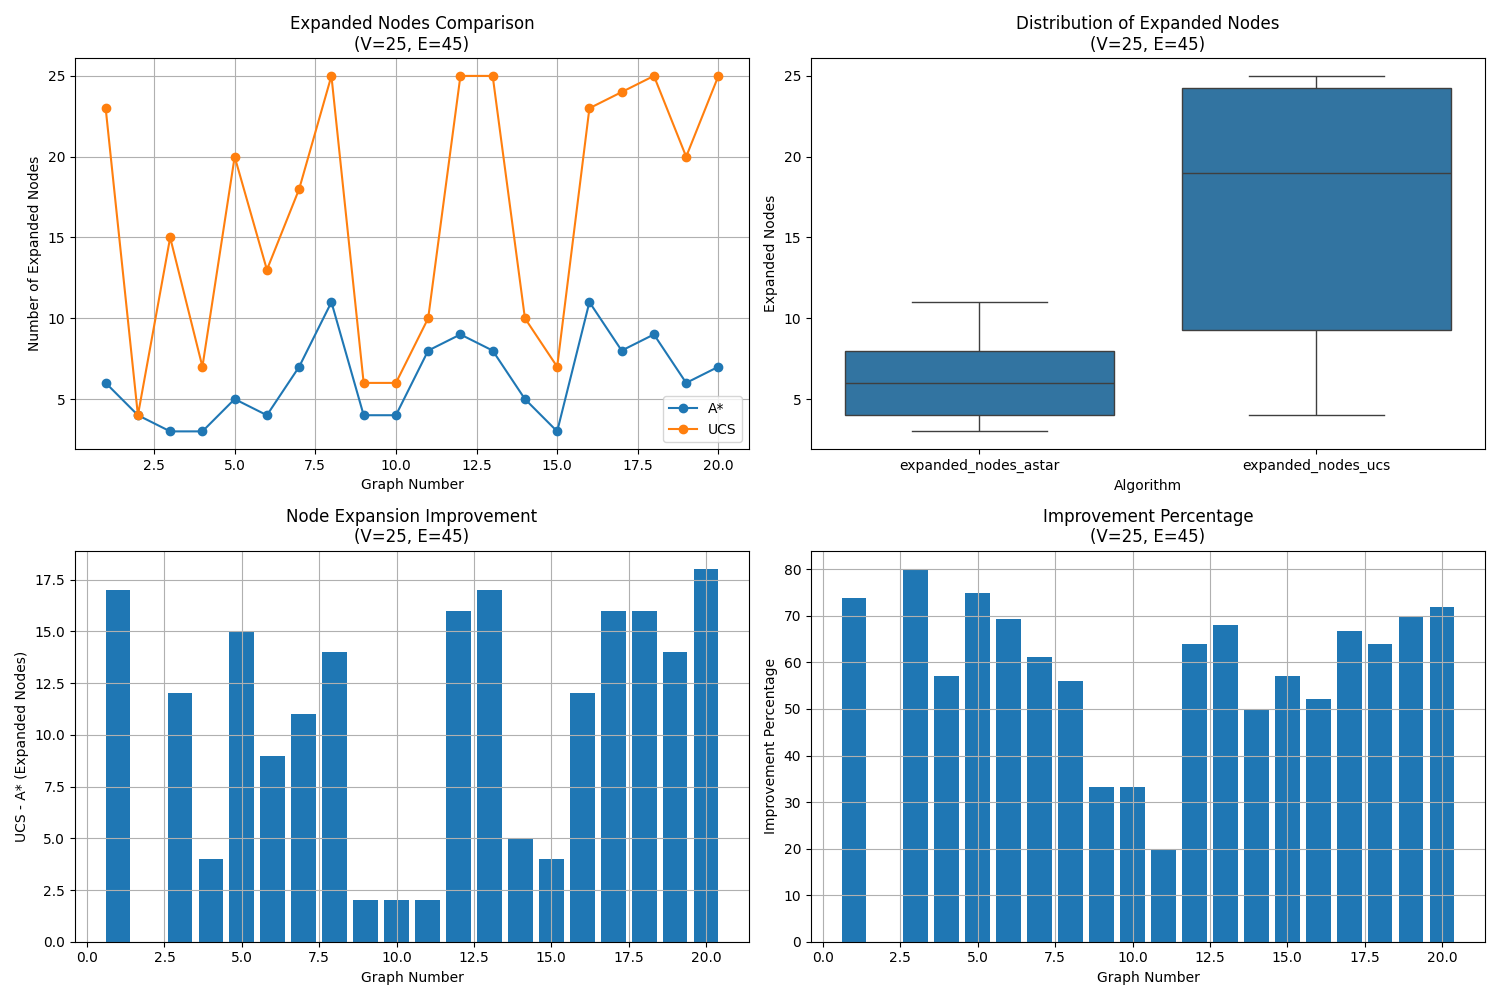 Expanded Nodes Comparison
(V=25, E=45)
Number of Expanded Nodes
25
20
15
10
5
2.5 5.0 7.5 10.0 12.5 15.0 17.5 20.0
Graph Number
A*
UCS
Distribution of Expanded Nodes
(V=25, E=45)
Expanded Nodes
25
20
15
10
5
expanded_nodes_astar expanded_nodes_ucs
Algorithm
Node Expansion Improvement
(V=25, E=45)
UCS - A* (Expanded Nodes)
17.5
15.0
12.5
10.0
7.5
5.0
2.5
0.0
0.0 2.5 5.0 7.5 10.0 12.5 15.0 17.5 20.0
Graph Number
Improvement Percentage
(V=25, E=45)
Improvement Percentage
80
70
60
50
40
30
20
10
0
0.0 2.5 5.0 7.5 10.0 12.5 15.0 17.5 20.0
Graph Number